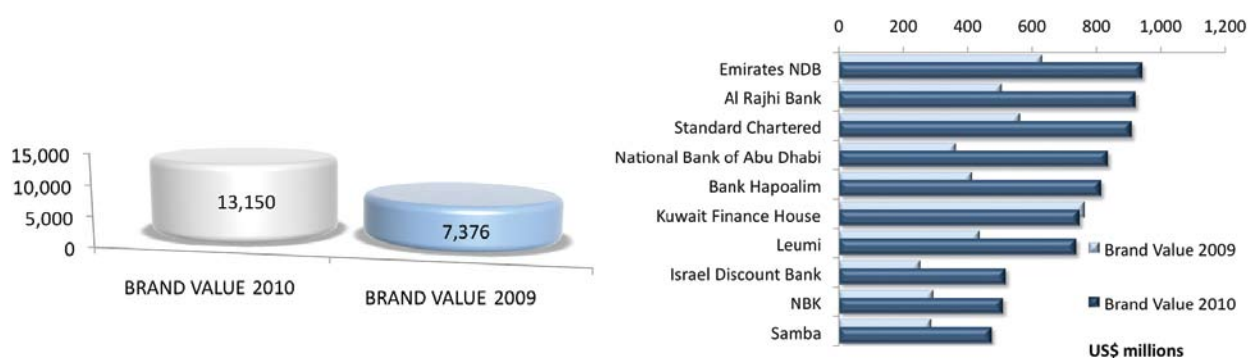 15,000
10,000
5,000
0
13,150
7,376
BRAND VALUE 2010
BRAND VALUE 2009
0 200 400 600 800 1,000 1,200
Emirates NDB
Al Rajhi Bank
Standard Chartered
National Bank of Abu Dhabi
Bank Hapoalim
Kuwait Finance House
Leumi
Israel Discount Bank
NBK
Samba
Brand Value 2009
Brand Value 2010
US$ millions